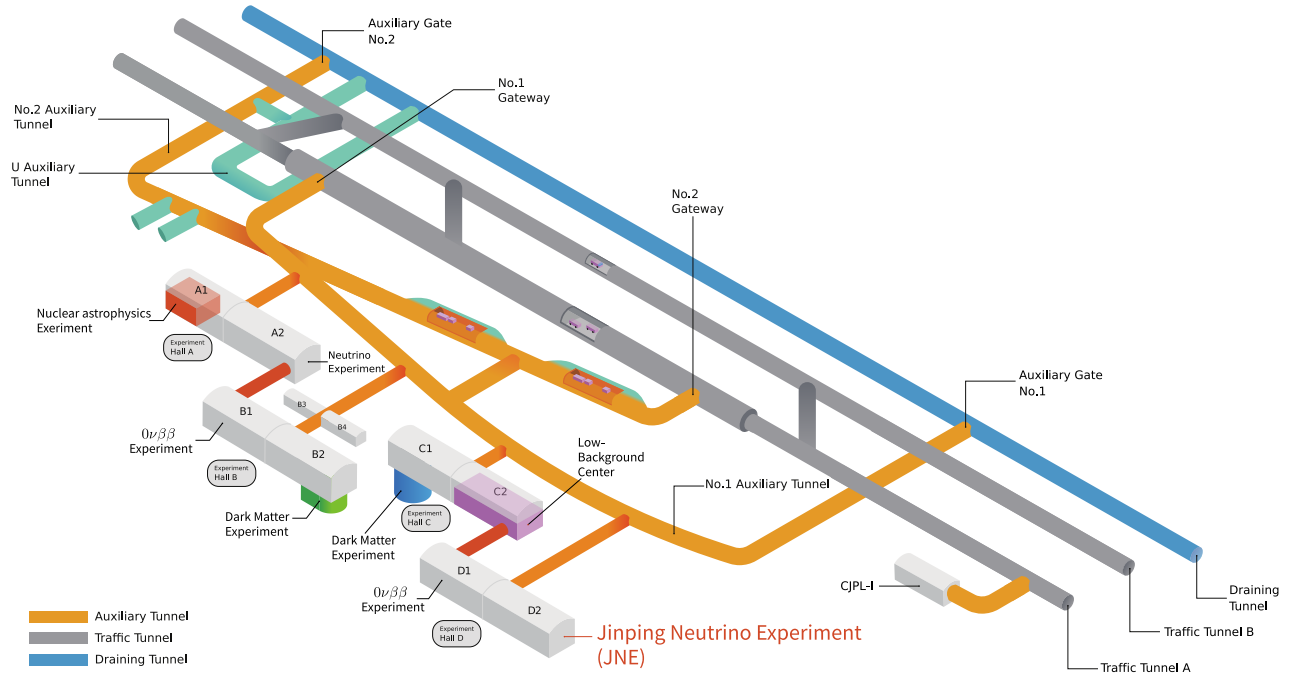 Auxiliary Gate
No.2
No.1
Gateway
No.2 Auxiliary
Tunnel
U Auxiliary
Tunnel
No.2
Gateway
A1
Nuclear astrophysics
Exeriment
Experiment
Hall A
A2
Neutrino
Experiment
B3
B4
B1
0νββ
Experiment
B2
Experiment
Hall B
Dark Matter
Experiment
C1
C2
Low-
Background
Center
Experiment
Hall C
Dark Matter
Experiment
Auxiliary Gate
No.1
No.1 Auxiliary Tunnel
D1
0νββ
Experiment
D2
Experiment
Hall D
Jinping Neutrino Experiment
(JNE)
CJPL-I
Draining
Tunnel
Traffic Tunnel B
Traffic Tunnel A
Auxiliary Tunnel
Traffic Tunnel
Draining Tunnel